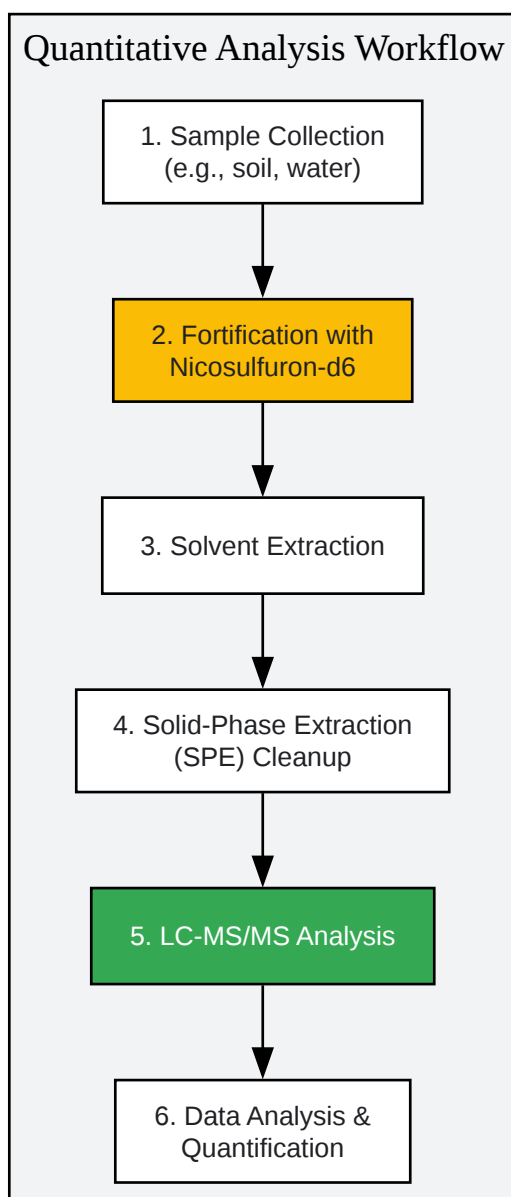 Quantitative Analysis Workflow
1. Sample Collection
(e.g., soil, water)
2. Fortification with
Nicosulfuron-d6
3. Solvent Extraction
4. Solid-Phase Extraction
(SPE) Cleanup
5. LC-MS/MS Analysis
6. Data Analysis &
Quantification